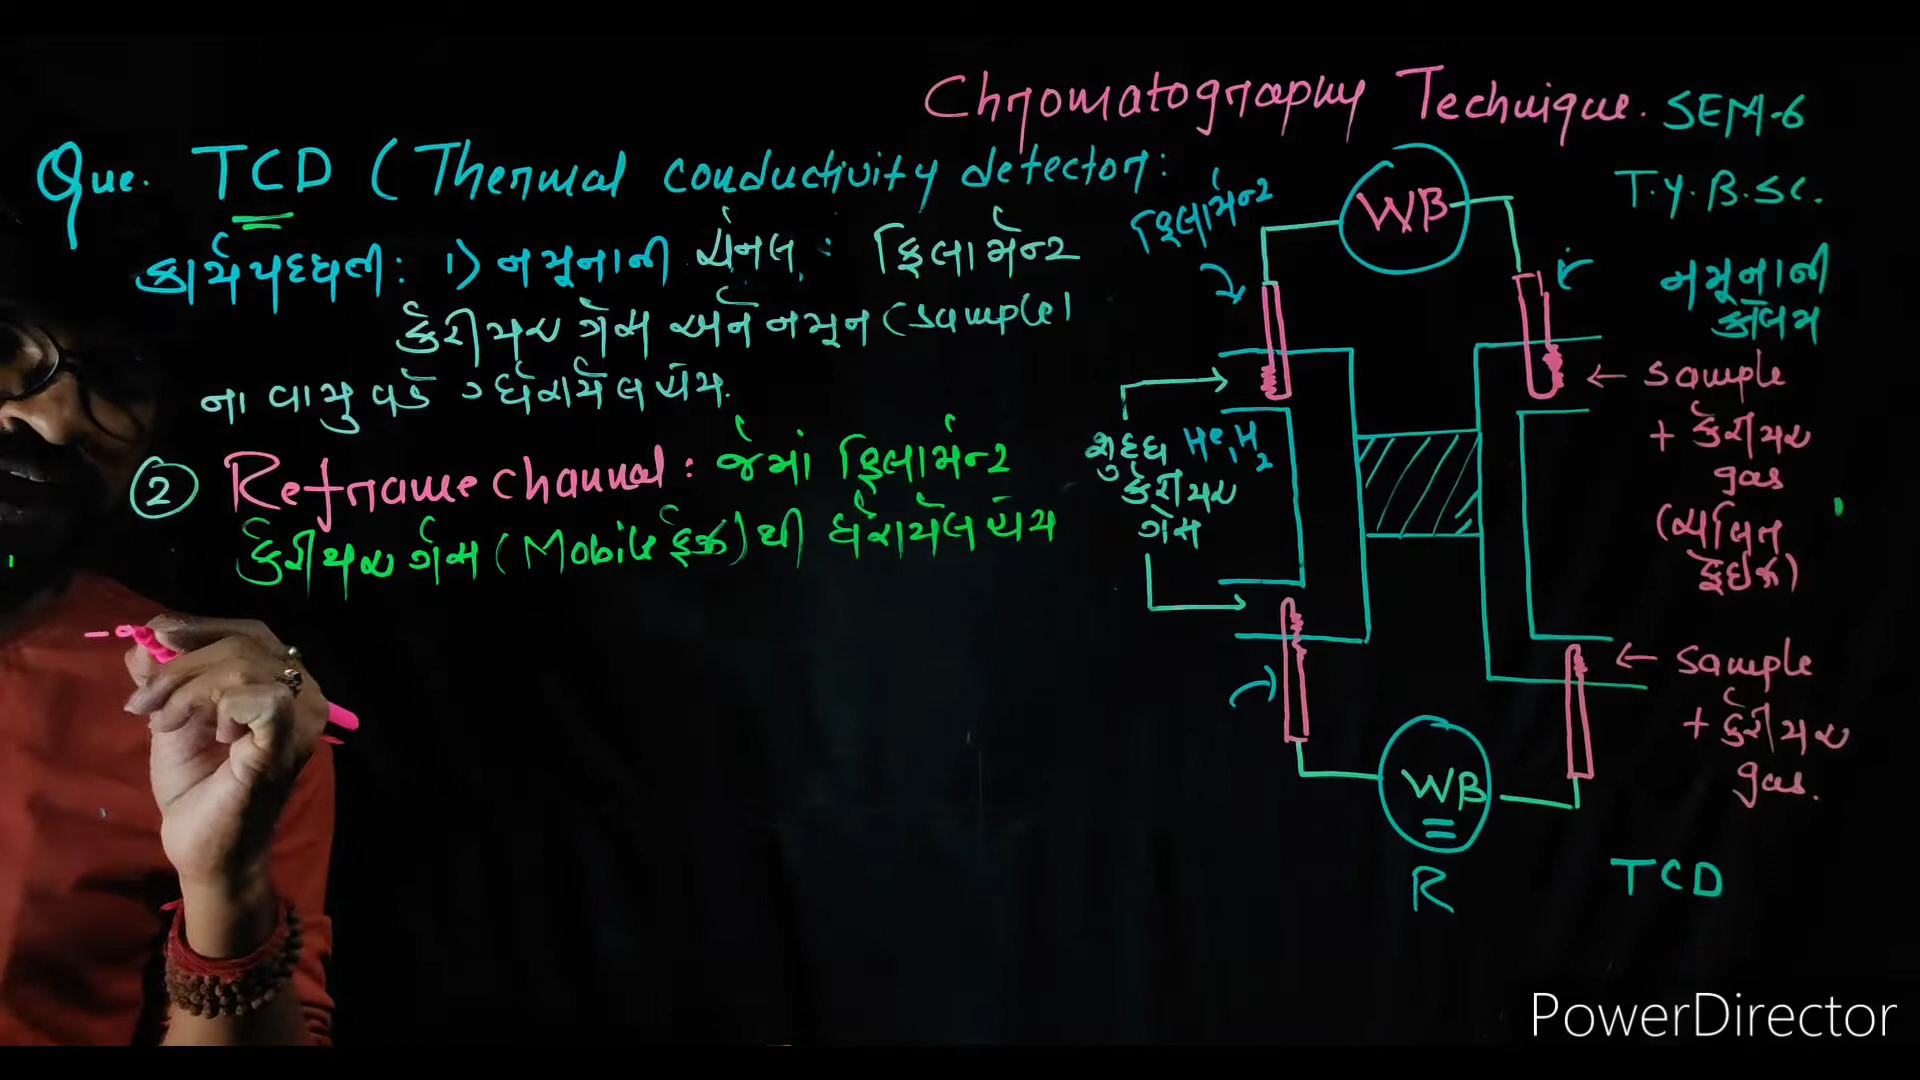 Chromatography Technique. SEM-6
T.Y.B.Sc.
Que. TCD (Thermal conductivity detector:
કાર્યપદ્ધતી: 1) નમૂનાની ચેનલ : ફિલામેન્ટ
કેરીયર ગેસ અને નમૂન (sample)
ના વાયુ વડે ઘેરાયેલ હોય.
2 Reframe channal: જેમાં ફિલામેન્ટ
કેરીયર ગેસ (Mobile ફેઝ) થી ઘેરાયેલ હોય
ફિલામેન્ટ
WB
નમૂનાની
કોલમ
← sample
+ કેરીયર
gas
શુદ્ધ He, H2
કેરીયર
ગેસ
← sample
+ કેરીયર
gas.
WB
R
TCD
PowerDirector